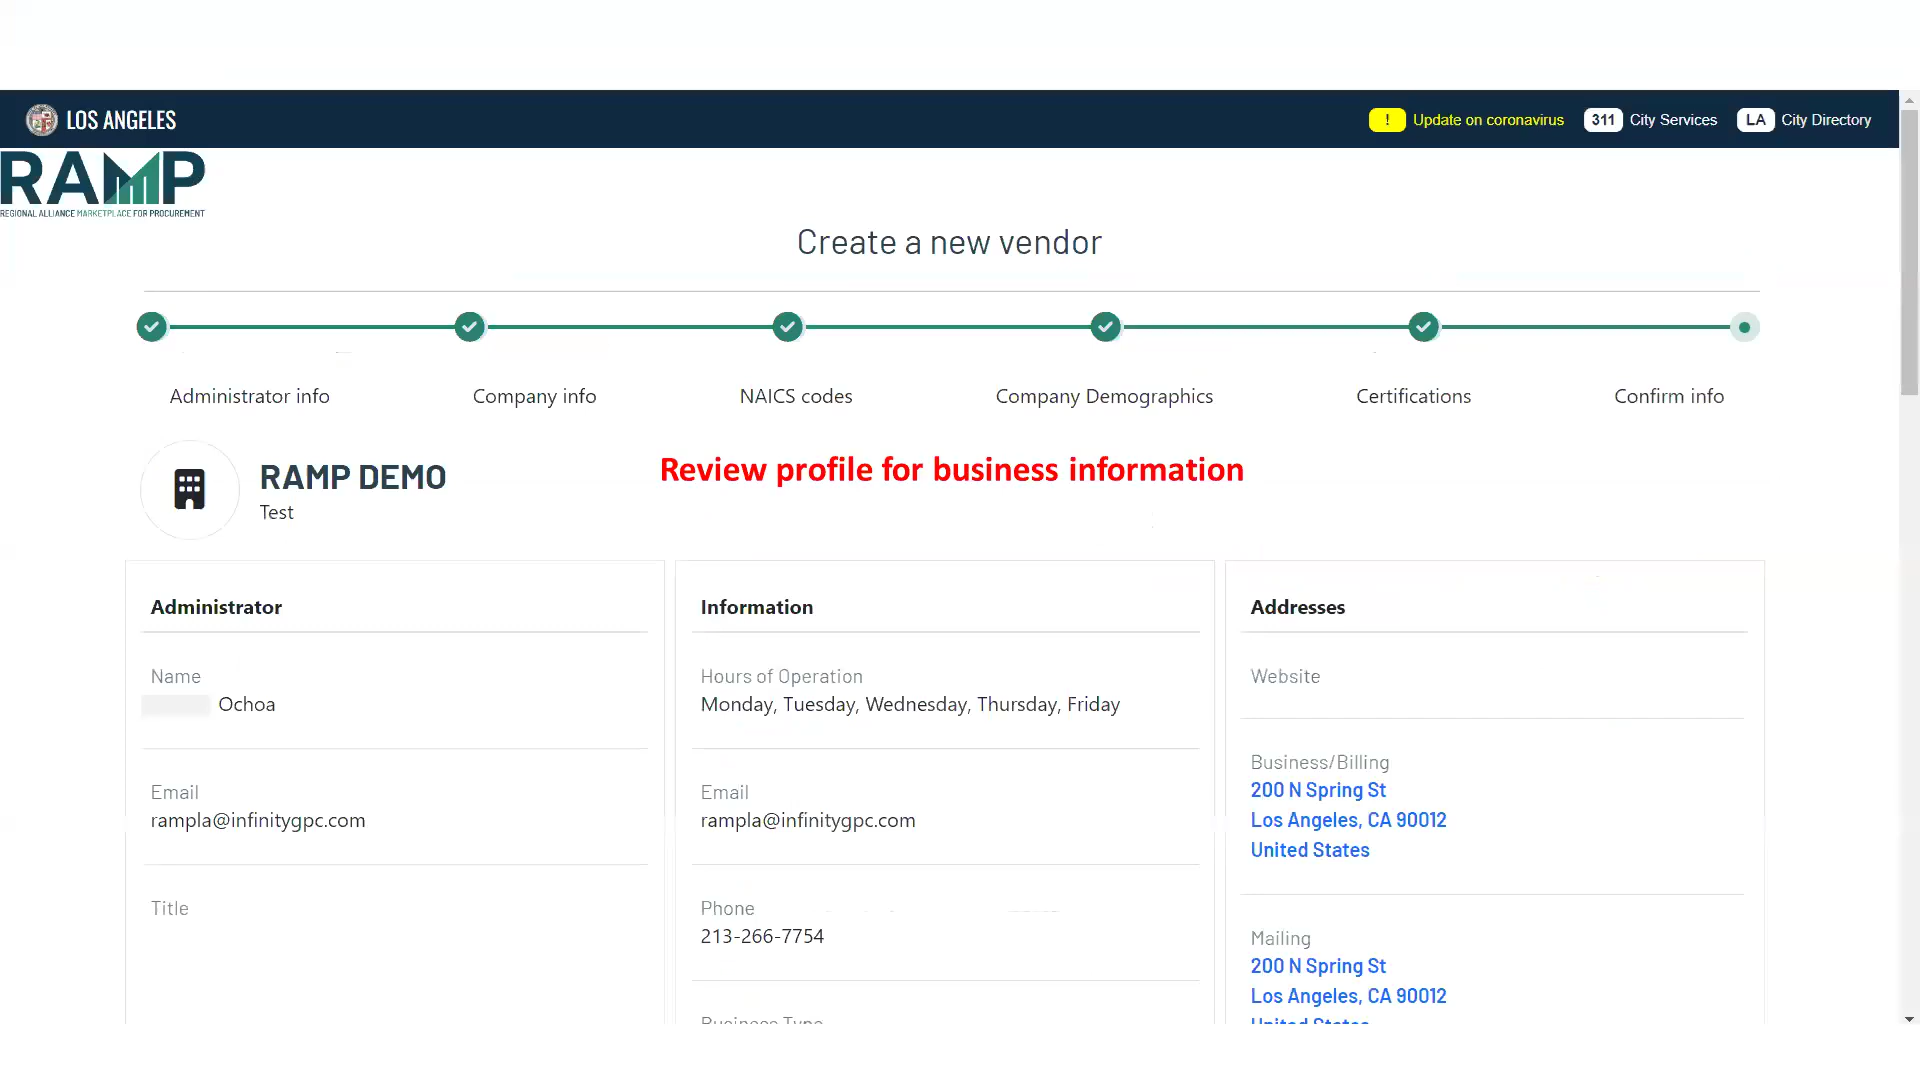 LOS ANGELES
! Update on coronavirus 311 City Services LA City Directory
RAMP
REGIONAL ALLIANCE MARKETPLACE FOR PROCUREMENT
Create a new vendor
Administrator info Company info NAICS codes Company Demographics Certifications Confirm info
RAMP DEMO
Test
Review profile for business information
Administrator
Name
Ochoa
Email
rampla@infinitygpc.com
Title
Information
Hours of Operation
Monday, Tuesday, Wednesday, Thursday, Friday
Email
rampla@infinitygpc.com
Phone
213-266-7754
Business Type
Addresses
Website
Business/Billing
200 N Spring St
Los Angeles, CA 90012
United States
Mailing
200 N Spring St
Los Angeles, CA 90012
United States